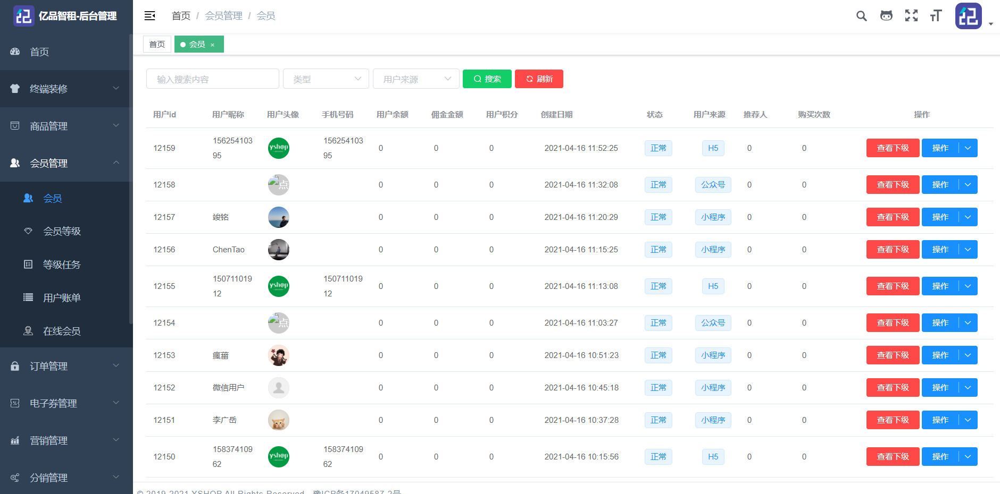 亿品智租-后台管理
首页 / 会员管理 / 会员
首页
会员 ×
首页
终端装修
商品管理
会员管理
会员
会员等级
等级任务
用户账单
在线会员
订单管理
电子券管理
营销管理
分销管理
输入搜索内容 类型 用户来源 搜索 刷新
用户id 用户昵称 用户头像 手机号码 用户余额 佣金金额 用户积分 创建日期 状态 用户来源 推荐人 购买次数 操作
12159 15625410395 yshop 15625410395 0 0 0 2021-04-16 11:52:25 正常 H5 0 0 查看下级 操作
12158 点 0 0 0 2021-04-16 11:32:08 正常 公众号 0 0 查看下级 操作
12157 竣铭 0 0 0 2021-04-16 11:20:29 正常 小程序 0 0 查看下级 操作
12156 ChenTao 0 0 0 2021-04-16 11:15:25 正常 小程序 0 0 查看下级 操作
12155 15071101912 yshop 15071101912 0 0 0 2021-04-16 11:13:08 正常 H5 0 0 查看下级 操作
12154 点 0 0 0 2021-04-16 11:03:27 正常 公众号 0 0 查看下级 操作
12153 0 0 0 2021-04-16 10:51:23 正常 小程序 0 0 查看下级 操作
12152 微信用户 0 0 0 2021-04-16 10:45:18 正常 小程序 0 0 查看下级 操作
12151 李广岳 0 0 0 2021-04-16 10:37:28 正常 小程序 0 0 查看下级 操作
12150 15837410962 yshop 15837410962 0 0 0 2021-04-16 10:15:56 正常 H5 0 0 查看下级 操作
© 2019-2021 YSHOP All Rights Reserved 豫ICP备17049587-2号